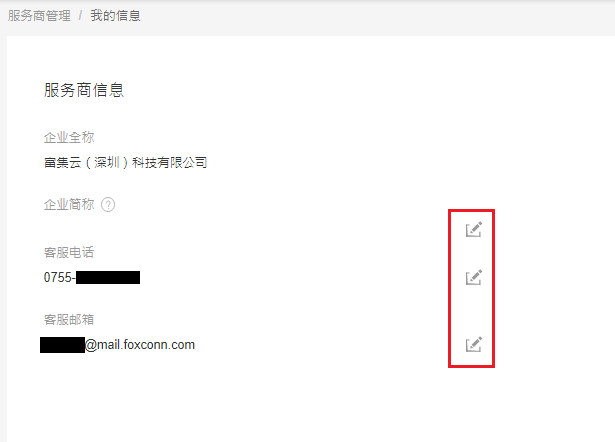 服务商管理 / 我的信息
服务商信息
企业全称
富集云（深圳）科技有限公司
企业简称 ?
客服电话
0755-
客服邮箱
@mail.foxconn.com